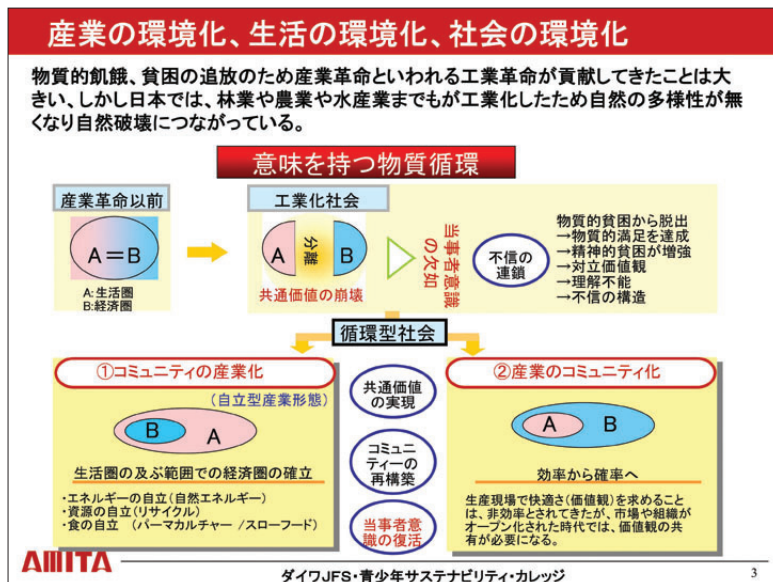 産業の環境化、生活の環境化、社会の環境化
物質的飢餓、貧困の追放のため産業革命といわれる工業革命が貢献してきたことは大
きい、しかし日本では、林業や農業や水産業までもが工業化したため自然の多様性が無
くなり自然破壊につながっている。
意味を持つ物質循環
産業革命以前
A=B
A:生活圏
B:経済圏
工業化社会
A
分離
B
共通価値の崩壊
当事者意識
の欠如
不信の
連鎖
物質的貧困から脱出
→物質的満足を達成
→精神的貧困が増強
→対立価値観
→理解不能
→不信の構造
循環型社会
①コミュニティの産業化
(自立型産業形態)
B
A
生活圏の及ぶ範囲での経済圏の確立
・エネルギーの自立(自然エネルギー)
・資源の自立(リサイクル)
・食の自立 (パーマカルチャー /スローフード)
共通価値
の実現
コミュニ
ティーの
再構築
当事者意
識の復活
②産業のコミュニティ化
A
B
効率から確率へ
生産現場で快適さ(価値観)を求めること
は、非効率とされてきたが、市場や組織が
オープン化された時代では、価値観の共
有が必要になる。
AMITA
ダイワJFS・青少年サステナビリティ・カレッジ
3